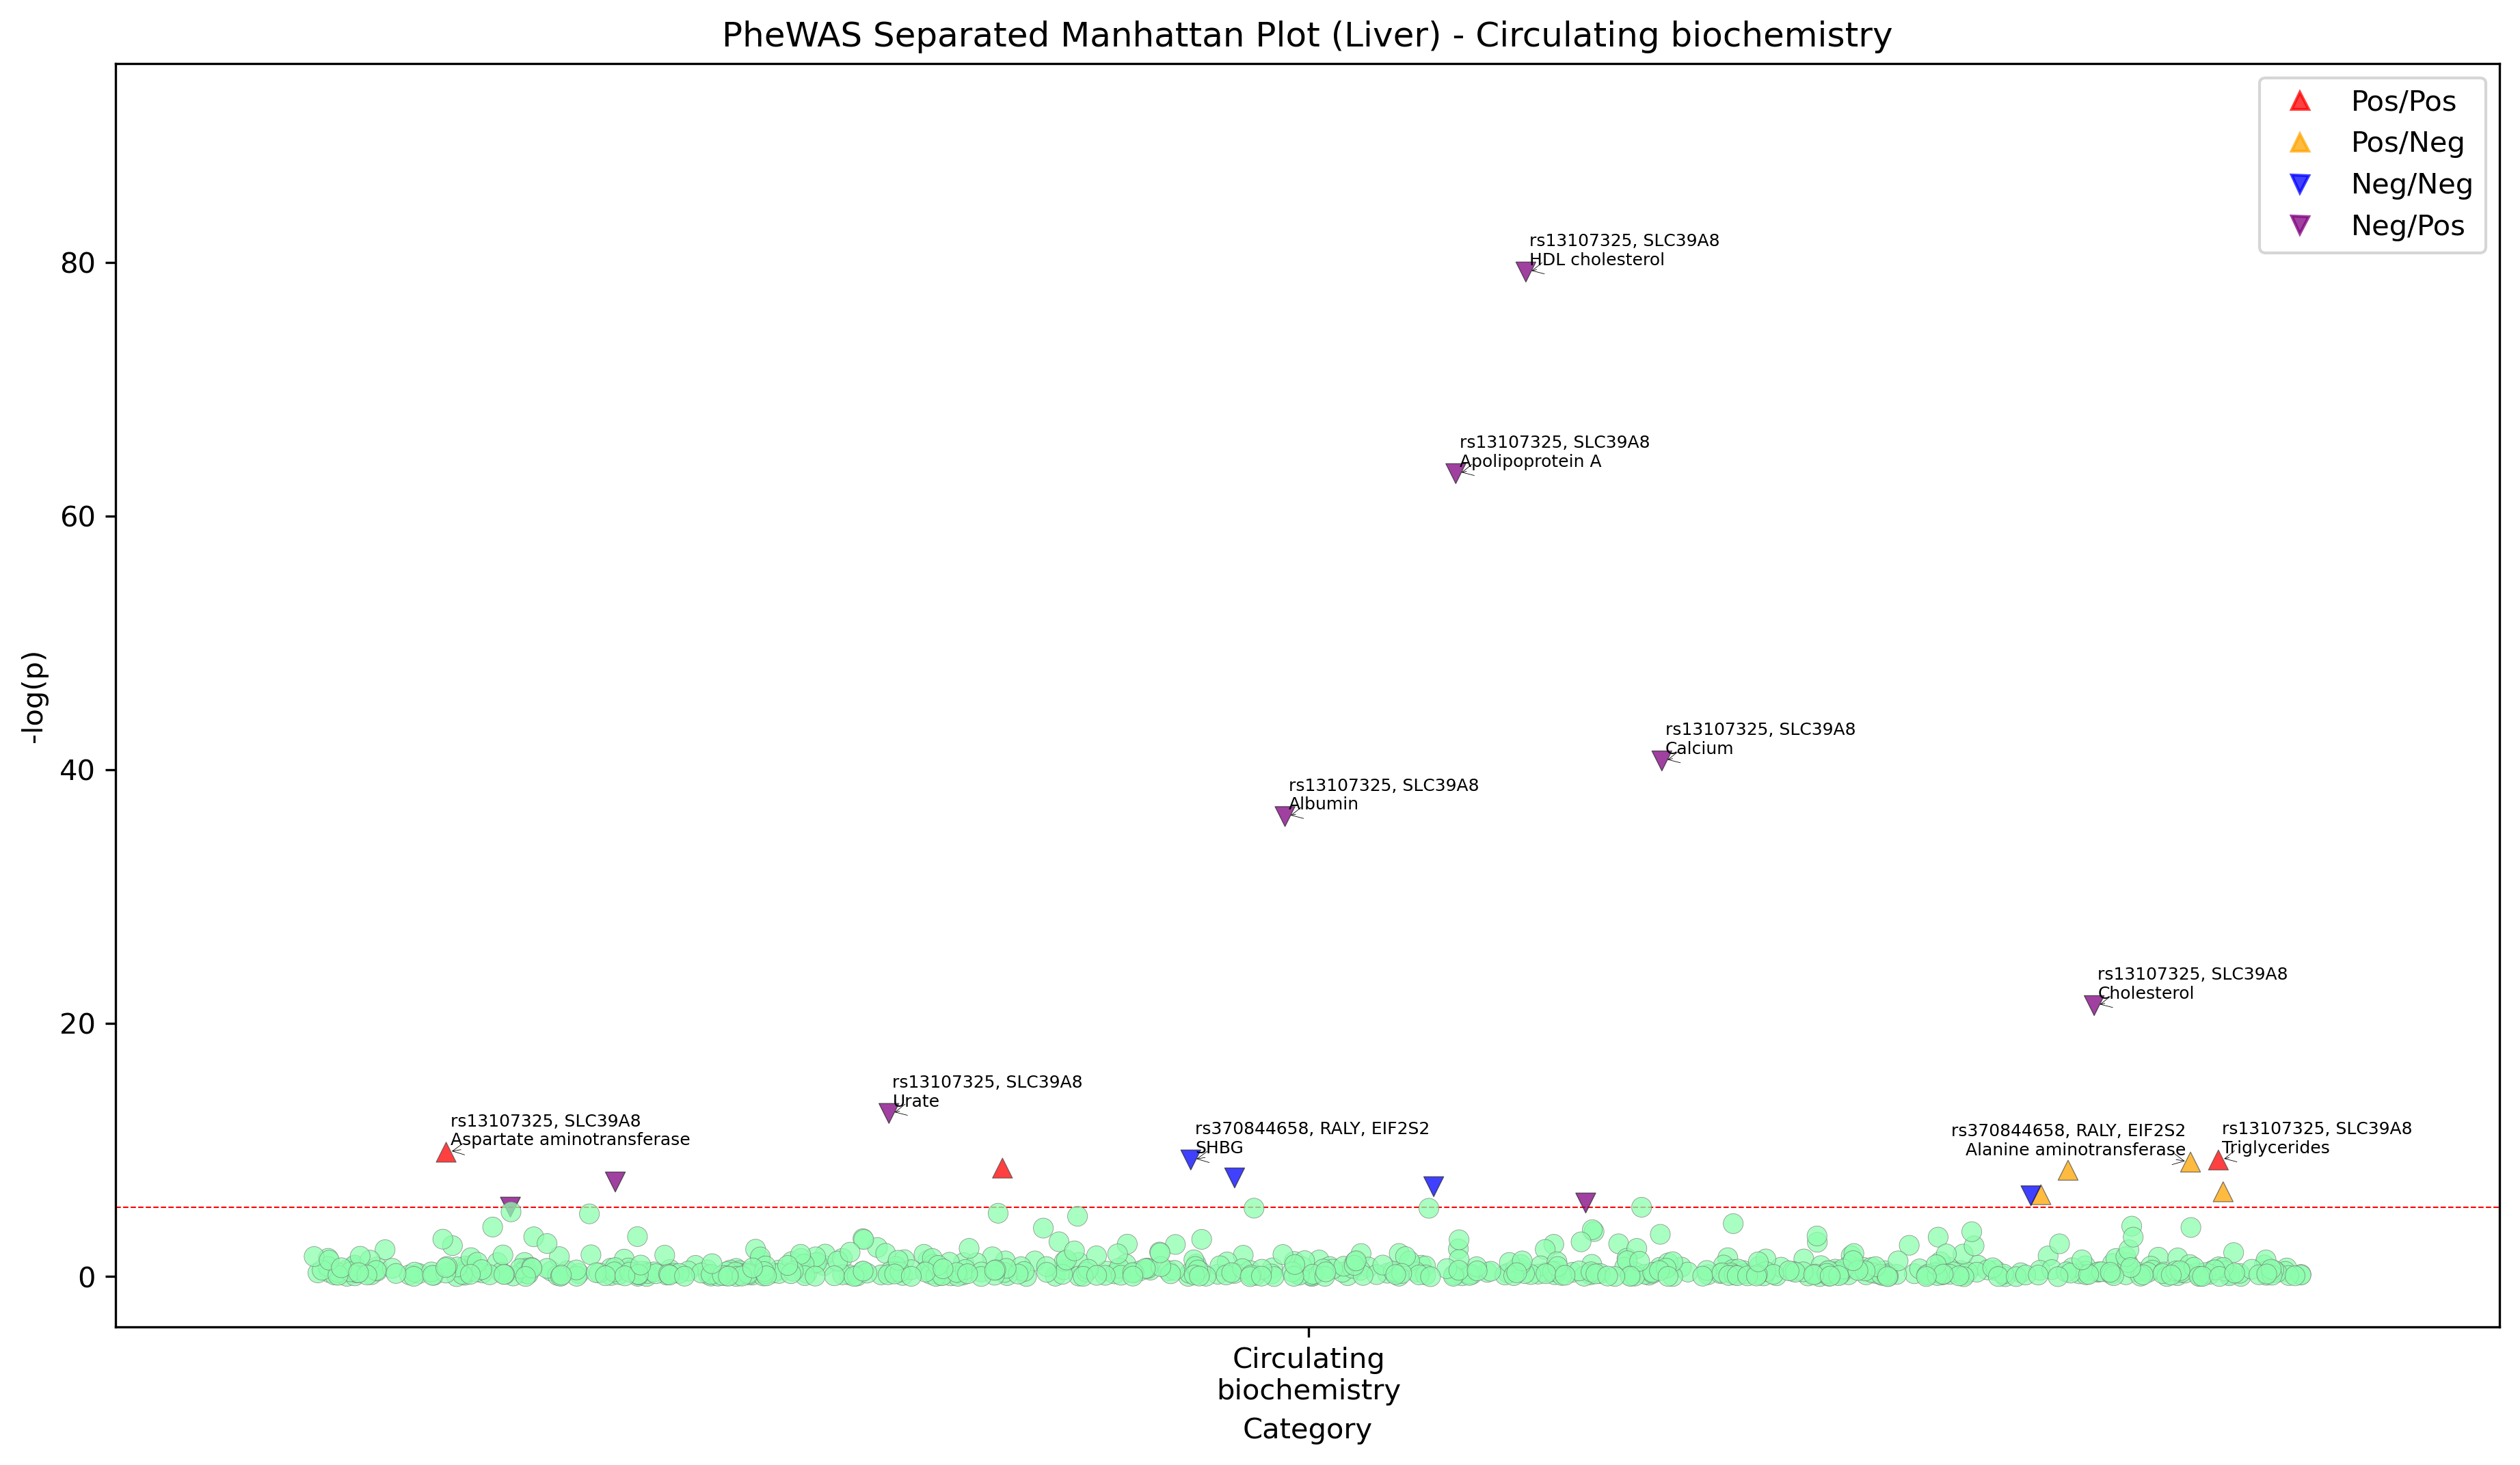 PheWAS Separated Manhattan Plot (Liver) - Circulating biochemistry
Pos/Pos
Pos/Neg
Neg/Neg
Neg/Pos
-log(p)
80
60
40
20
0
rs13107325, SLC39A8
HDL cholesterol
rs13107325, SLC39A8
Apolipoprotein A
rs13107325, SLC39A8
Calcium
rs13107325, SLC39A8
Albumin
rs13107325, SLC39A8
Cholesterol
rs13107325, SLC39A8
Urate
rs13107325, SLC39A8
Aspartate aminotransferase
rs370844658, RALY, EIF2S2
SHBG
rs370844658, RALY, EIF2S2
Alanine aminotransferase
rs13107325, SLC39A8
Triglycerides
Circulating
biochemistry
Category